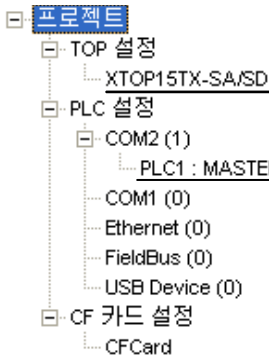 프로젝트
TOP 설정
XTOP15TX-SA/SD
PLC 설정
COM2 (1)
PLC1 : MASTE
COM1 (0)
Ethernet (0)
FieldBus (0)
USB Device (0)
CF 카드 설정
CFCard